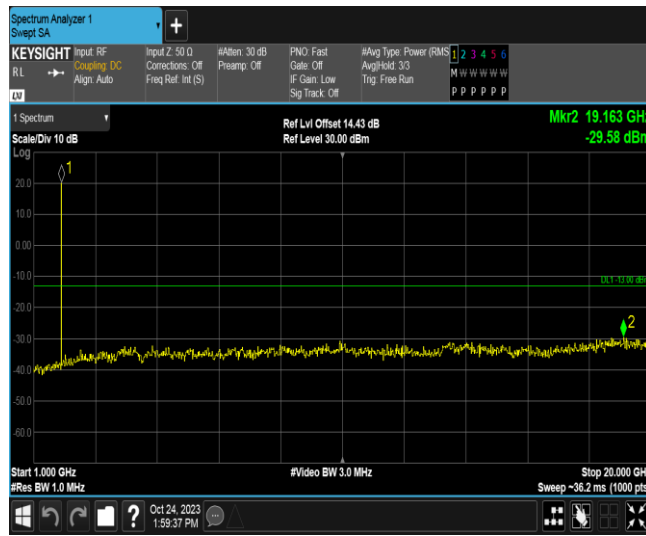 Spectrum Analyzer 1
Swept SA
KEYSIGHT Input: RF Input Z: 50 Ω #Atten: 30 dB PNO: Fast #Avg Type: Power (RMS 1 2 3 4 5 6
RL Coupling: DC Corrections: Off Preamp: Off Gate: Off Avg|Hold: 3/3 M W W W W W
Align: Auto Freq Ref: Int (S) IF Gain: Low Trig: Free Run
LXI Sig Track: Off P P P P P P
1 Spectrum Ref Lvl Offset 14.43 dB Mkr2 19.163 GHz
Scale/Div 10 dB Ref Level 30.00 dBm -29.58 dBm
Log
1
20.0
10.0
0.00
-10.0 DL1 -13.00 dBm
-20.0
2
-30.0
-40.0
-50.0
-60.0
Start 1.000 GHz #Video BW 3.0 MHz Stop 20.000 GHz
#Res BW 1.0 MHz Sweep ~36.2 ms (1000 pts)
? Oct 24, 2023
1:59:37 PM